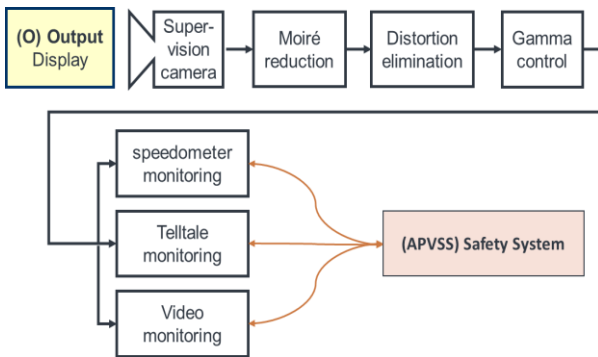 (O) Output
Display
Super-
vision
camera
Moiré
reduction
Distortion
elimination
Gamma
control
speedometer
monitoring
Telltale
monitoring
(APVSS) Safety System
Video
monitoring